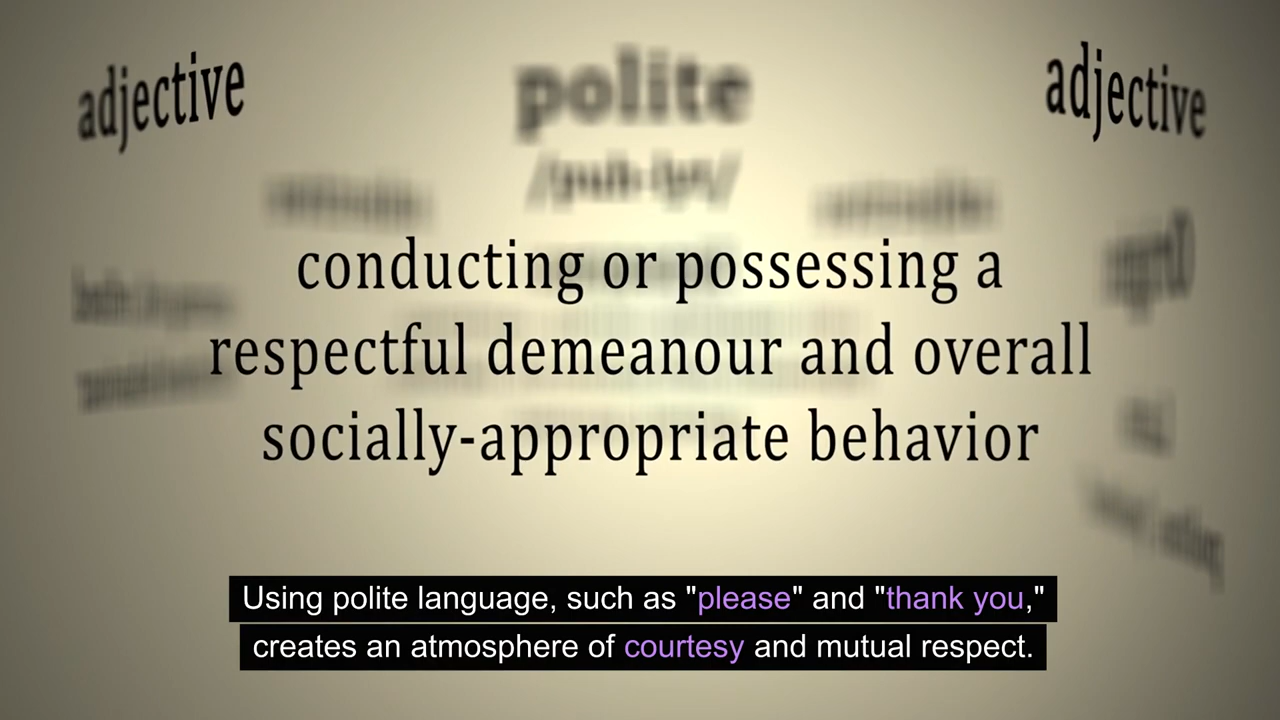 adjective
polite
adjective
conducting or possessing a
respectful demeanour and overall
socially-appropriate behavior
Using polite language, such as "please" and "thank you,"
creates an atmosphere of courtesy and mutual respect.